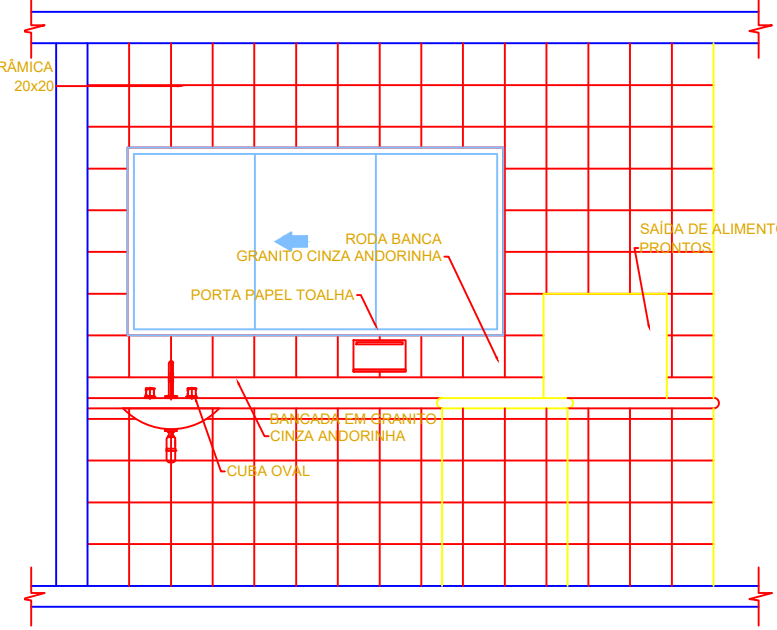 RÂMICA
20x20
SAÍDA DE ALIMENTO
PRONTOS
RODA BANCA
GRANITO CINZA ANDORINHA
PORTA PAPEL TOALHA
BANCADA EM GRANITO
CINZA ANDORINHA
CUBA OVAL